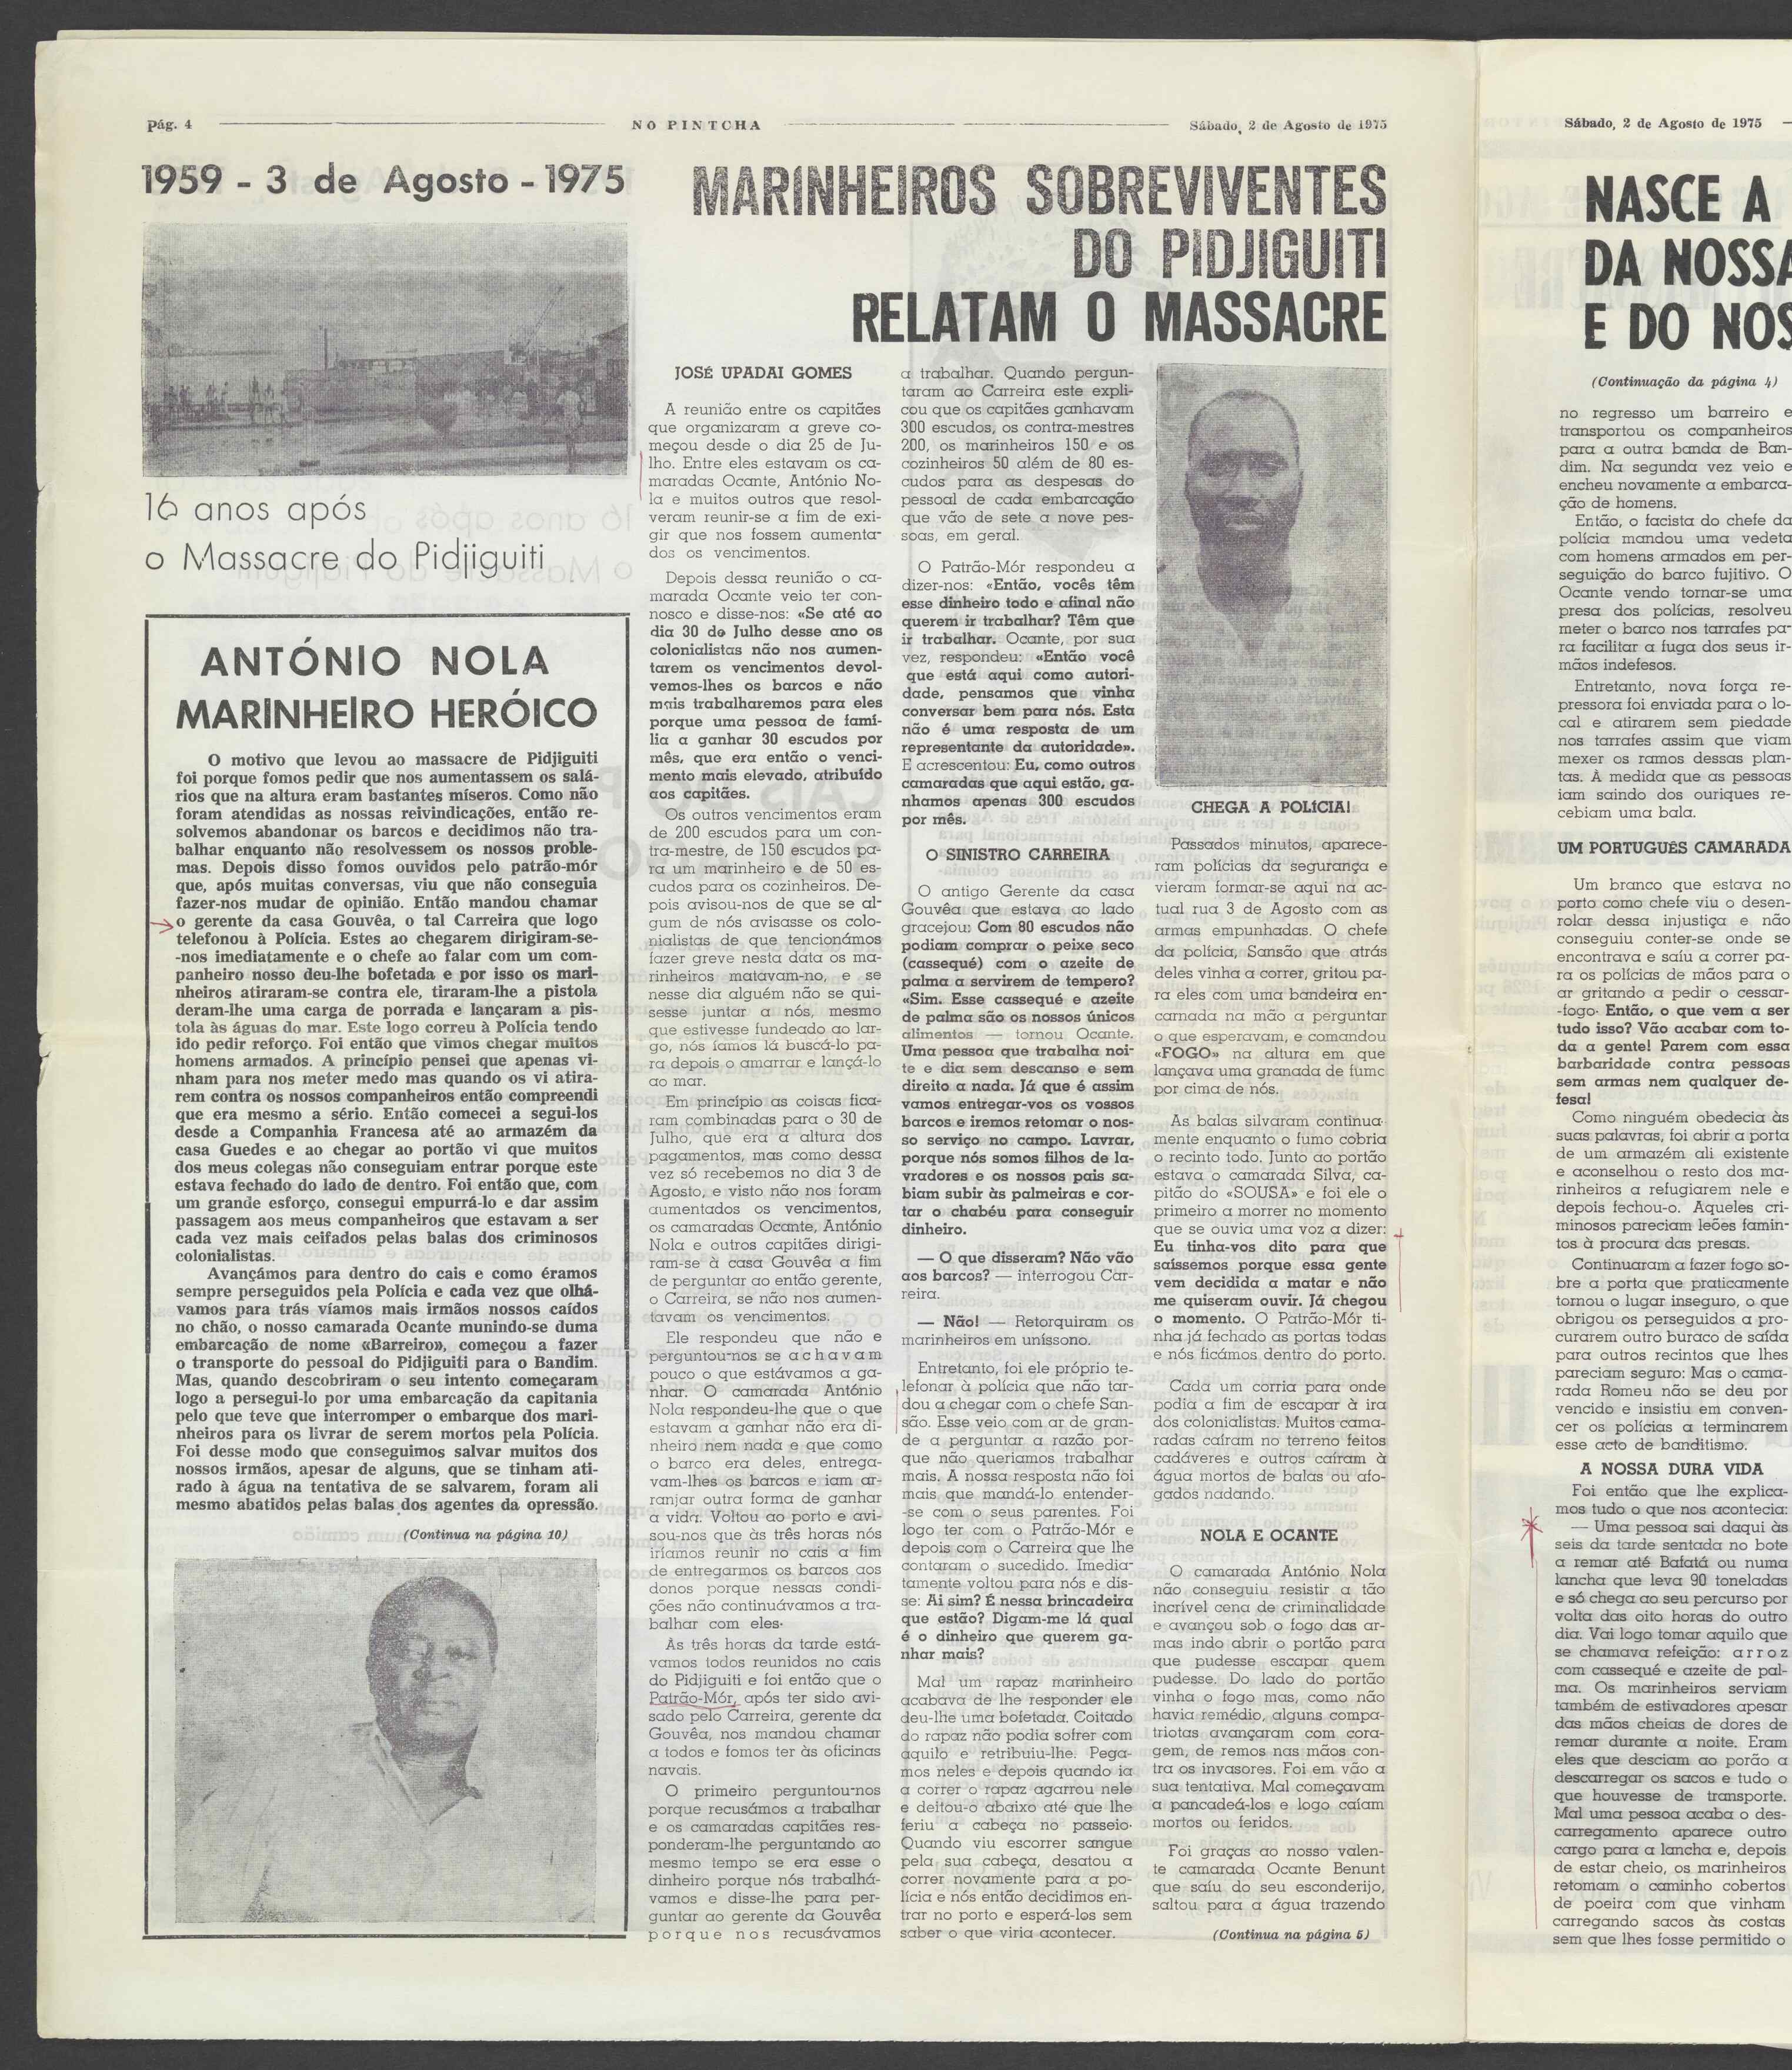 Pág. 4
NO PINTCHA
Sábado, 2 de Agosto de 1975
1959 - 3 de Agosto - 1975
16 anos após
o Massacre do Pidjiguiti
ANTÓNIO NOLA
MARINHEIRO HERÓICO
O motivo que levou ao massacre de Pidjiguiti
foi porque fomos pedir que nos aumentassem os salá-
rios que na altura eram bastantes míseros. Como não
foram atendidas as nossas reivindicações, então re-
solvemos abandonar os barcos e decidimos não tra-
balhar enquanto não resolvessem os nossos proble-
mas. Depois disso fomos ouvidos pelo patrão-mór
que, após muitas conversas, viu que não conseguia
fazer-nos mudar de opinião. Então mandou chamar
o gerente da casa Gouvêa, o tal Carreira que logo
telefonou à Polícia. Estes ao chegarem dirigiram-se-
-nos imediatamente e o chefe ao falar com um com-
panheiro nosso deu-lhe bofetada e por isso os mari-
nheiros atiraram-se contra ele, tiraram-lhe a pistola
deram-lhe uma carga de porrada e lançaram a pis-
tola às águas do mar. Este logo correu à Polícia tendo
ido pedir reforço. Foi então que vimos chegar muitos
homens armados. A princípio pensei que apenas vi-
nham para nos meter medo mas quando os vi atira-
rem contra os nossos companheiros então compreendi
que era mesmo a sério. Então comecei a segui-los
desde a Companhia Francesa até ao armazém da
casa Guedes e ao chegar ao portão vi que muitos
dos meus colegas não conseguiam entrar porque este
estava fechado do lado de dentro. Foi então que, com
um grande esforço, consegui empurrá-lo e dar assim
passagem aos meus companheiros que estavam a ser
cada vez mais ceifados pelas balas dos criminosos
colonialistas.
Avançámos para dentro do cais e como éramos
sempre perseguidos pela Polícia e cada vez que olhá-
vamos para trás víamos mais irmãos nossos caídos
no chão, o nosso camarada Ocante munindo-se duma
embarcação de nome «Barreiro», começou a fazer
o transporte do pessoal do Pidjiguiti para o Bandim.
Mas, quando descobriram o seu intento começaram
logo a persegui-lo por uma embarcação da capitania
pelo que teve que interromper o embarque dos mari-
nheiros para os livrar de serem mortos pela Polícia.
Foi desse modo que conseguimos salvar muitos dos
nossos irmãos, apesar de alguns, que se tinham ati-
rado à água na tentativa de se salvarem, foram ali
mesmo abatidos pelas balas dos agentes da opressão.
(Continua na página 10)
MARINHEIROS SOBREVIVENTES
DO PIDJIGUITI
RELATAM O MASSACRE
JOSÉ UPADAI GOMES
A reunião entre os capitães
que organizaram a greve co-
meçou desde o dia 25 de Ju-
lho. Entre eles estavam os ca-
maradas Ocante, António No-
la e muitos outros que resol-
veram reunir-se a fim de exi-
gir que nos fossem aumenta-
dos os vencimentos.
Depois dessa reunião o ca-
marada Ocante veio ter con-
nosco e disse-nos: «Se até ao
dia 30 de Julho desse ano os
colonialistas não nos aumen-
tarem os vencimentos devol-
vemos-lhes os barcos e não
mais trabalharemos para eles
porque uma pessoa de famí-
lia a ganhar 30 escudos por
mês, que era então o venci-
mento mais elevado, atribuído
aos capitães.
Os outros vencimentos eram
de 200 escudos para um con-
tra-mestre, de 150 escudos pa-
ra um marinheiro e de 50 es-
cudos para os cozinheiros. De-
pois avisou-nos de que se al-
gum de nós avisasse os colo-
nialistas de que tencionámos
fazer greve nesta data os ma-
rinheiros matavam-no, e se
nesse dia alguém não se qui-
sesse juntar a nós, mesmo
que estivesse fundeado ao lar-
go, nós íamos lá buscá-lo pa-
ra depois o amarrar e lançá-lo
ao mar.
Em princípio as coisas fica-
ram combinadas para o 30 de
Julho, que era a altura dos
pagamentos, mas como dessa
vez só recebemos no dia 3 de
Agosto, e visto não nos foram
aumentados os vencimentos,
os camaradas Ocante, António
Nola e outros capitães dirigi-
ram-se à casa Gouvêa a fim
de perguntar ao então gerente,
o Carreira, se não nos aumen-
tavam os vencimentos.
Ele respondeu que não e
perguntou-nos se achavam
pouco o que estávamos a ga-
nhar. O camarada António
Nola respondeu-lhe que o que
estavam a ganhar não era di-
nheiro nem nada e que como
o barco era deles, entrega-
vam-lhes os barcos e iam ar-
ranjar outra forma de ganhar
a vida. Voltou ao porto e avi-
sou-nos que às três horas nós
iríamos reunir no cais a fim
de entregarmos os barcos aos
donos porque nessas condi-
ções não continuávamos a tra-
balhar com eles.
Às três horas da tarde está-
vamos todos reunidos no cais
do Pidjiguiti e foi então que o
Patrão-Mór, após ter sido avi-
sado pelo Carreira, gerente da
Gouvêa, nos mandou chamar
a todos e fomos ter às oficinas
navais.
O primeiro perguntou-nos
porque recusámos a trabalhar
e os camaradas capitães res-
ponderam-lhe perguntando ao
mesmo tempo se era esse o
dinheiro porque nós trabalhá-
vamos e disse-lhe para per-
guntar ao gerente da Gouvêa
porque nos recusávamos
a trabalhar. Quando pergun-
taram ao Carreira este expli-
cou que os capitães ganhavam
300 escudos, os contra-mestres
200, os marinheiros 150 e os
cozinheiros 50 além de 80 es-
cudos para as despesas do
pessoal de cada embarcação
que vão de sete a nove pes-
soas, em geral.
O Patrão-Mór respondeu a
dizer-nos: «Então, vocês têm
esse dinheiro todo e afinal não
querem ir trabalhar? Têm que
ir trabalhar. Ocante, por sua
vez, respondeu: «Então você
que está aqui como autori-
dade, pensamos que vinha
conversar bem para nós. Esta
não é uma resposta de um
representante da autoridade».
E acrescentou: Eu, como outros
camaradas que aqui estão, ga-
nhamos apenas 300 escudos
por mês.
O SINISTRO CARREIRA
O antigo Gerente da casa
Gouvêa que estava ao lado
gracejou: Com 80 escudos não
podiam comprar o peixe seco
(cassequé) com o azeite de
palma a servirem de tempero?
«Sim. Esse cassequé e azeite
de palma são os nossos únicos
alimentos — tornou Ocante.
Uma pessoa que trabalha noi-
te e dia sem descanso e sem
direito a nada. Já que é assim
vamos entregar-vos os vossos
barcos e iremos retomar o nos-
so serviço no campo. Lavrar,
porque nós somos filhos de la-
vradores e os nossos pais sa-
biam subir às palmeiras e cor-
tar o chabéu para conseguir
dinheiro.
— O que disseram? Não vão
aos barcos? — interrogou Car-
reira.
— Não! — Retorquiram os
marinheiros em uníssono.
Entretanto, foi ele próprio te-
lefonar à polícia que não tar-
dou a chegar com o chefe San-
são. Esse veio com ar de gran-
de a perguntar a razão por-
que não queríamos trabalhar
mais. A nossa resposta não foi
mais que mandá-lo entender-
-se com o seus parentes. Foi
logo ter com o Patrão-Mór e
depois com o Carreira que lhe
contaram o sucedido. Imedia-
tamente voltou para nós e dis-
se: Ai sim? É nessa brincadeira
que estão? Digam-me lá qual
é o dinheiro que querem ga-
nhar mais?
Mal um rapaz marinheiro
acabava de lhe responder ele
deu-lhe uma bofetada. Coitado
do rapaz não podia sofrer com
aquilo e retribuiu-lhe. Pega-
mos neles e depois quando ia
a correr o rapaz agarrou nele
e deitou-o abaixo até que lhe
feriu a cabeça no passeio.
Quando viu escorrer sangue
pela sua cabeça, desatou a
correr novamente para a po-
lícia e nós então decidimos en-
trar no porto e esperá-los sem
saber o que viria acontecer.
CHEGA A POLÍCIA!
Passados minutos, aparece-
ram polícias da segurança e
vieram formar-se aqui na ac-
tual rua 3 de Agosto com as
armas empunhadas. O chefe
da polícia, Sansão que atrás
deles vinha a correr, gritou pa-
ra eles com uma bandeira en-
carnada na mão a perguntar
o que esperavam, e comandou
«FOGO» na altura em que
lançava uma granada de fumo
por cima de nós.
As balas silvaram continua-
mente enquanto o fumo cobria
o recinto todo. Junto ao portão
estava o camarada Silva, ca-
pitão do «SOUSA» e foi ele o
primeiro a morrer no momento
que se ouvia uma voz a dizer:
Eu tinha-vos dito para que
saíssemos porque essa gente
vem decidida a matar e não
me quiseram ouvir. Já chegou
o momento. O Patrão-Mór ti-
nha já fechado as portas todas
e nós ficámos dentro do porto.
Cada um corria para onde
podia a fim de escapar à ira
dos colonialistas. Muitos cama-
radas caíram no terreno feitos
cadáveres e outros caíram à
água mortos de balas ou afo-
gados nadando.
NOLA E OCANTE
O camarada António Nola
não conseguiu resistir a tão
incrível cena de criminalidade
e avançou sob o fogo das ar-
mas indo abrir o portão para
que pudesse escapar quem
pudesse. Do lado do portão
vinha o fogo mas, como não
havia remédio, alguns compa-
triotas avançaram com cora-
gem, de remos nas mãos con-
tra os invasores. Foi em vão a
sua tentativa. Mal começavam
a pancadeá-los e logo caíam
mortos ou feridos.
Foi graças ao nosso valen-
te camarada Ocante Benunt
que saíu do seu esconderijo,
saltou para a água trazendo
(Continua na página 5)
Sábado, 2 de Agosto de 1975
NASCE A
DA NOSSA
E DO NOS
(Continuação da página 4)
no regresso um barreiro e
transportou os companheiros
para a outra banda de Ban-
dim. Na segunda vez veio e
encheu novamente a embarca-
ção de homens.
Então, o facista do chefe da
polícia mandou uma vedeta
com homens armados em per-
seguição do barco fujitivo. O
Ocante vendo tornar-se uma
presa dos polícias, resolveu
meter o barco nos tarrafes pa-
ra facilitar a fuga dos seus ir-
mãos indefesos.
Entretanto, nova força re-
pressora foi enviada para o lo-
cal e atirarem sem piedade
nos tarrafes assim que viam
mexer os ramos dessas plan-
tas. À medida que as pessoas
iam saindo dos ouriques re-
cebiam uma bala.
UM PORTUGUÊS CAMARADA
Um branco que estava no
porto como chefe viu o desen-
rolar dessa injustiça e não
conseguiu conter-se onde se
encontrava e saíu a correr pa-
ra os polícias de mãos para o
ar gritando a pedir o cessar-
-fogo. Então, o que vem a ser
tudo isso? Vão acabar com to-
da a gente! Parem com essa
barbaridade contra pessoas
sem armas nem qualquer de-
fesa!
Como ninguém obedecia às
suas palavras, foi abrir a porta
de um armazém ali existente
e aconselhou o resto dos ma-
rinheiros a refugiarem nele e
depois fechou-o. Aqueles cri-
minosos pareciam leões famin-
tos à procura das presas.
Continuaram a fazer fogo so-
bre a porta que praticamente
tornou o lugar inseguro, o que
obrigou os perseguidos a pro-
curarem outro buraco de saída
para outros recintos que lhes
pareciam seguro: Mas o cama-
rada Romeu não se deu por
vencido e insistiu em conven-
cer os polícias a terminarem
esse acto de banditismo.
A NOSSA DURA VIDA
Foi então que lhe explica-
mos tudo o que nos acontecia:
— Uma pessoa sai daqui às
seis da tarde sentada no bote
a remar até Bafatá ou numa
lancha que leva 90 toneladas
e só chega ao seu percurso por
volta das oito horas do outro
dia. Vai logo tomar aquilo que
se chamava refeição: arroz
com cassequé e azeite de pal-
ma. Os marinheiros serviam
também de estivadores apesar
das mãos cheias de dores de
remar durante a noite. Eram
eles que desciam ao porão a
descarregar os sacos e tudo o
que houvesse de transporte.
Mal uma pessoa acaba o des-
carregamento aparece outro
cargo para a lancha e, depois
de estar cheio, os marinheiros
retomam o caminho cobertos
de poeira com que vinham
carregando sacos às costas
sem que lhes fosse permitido o